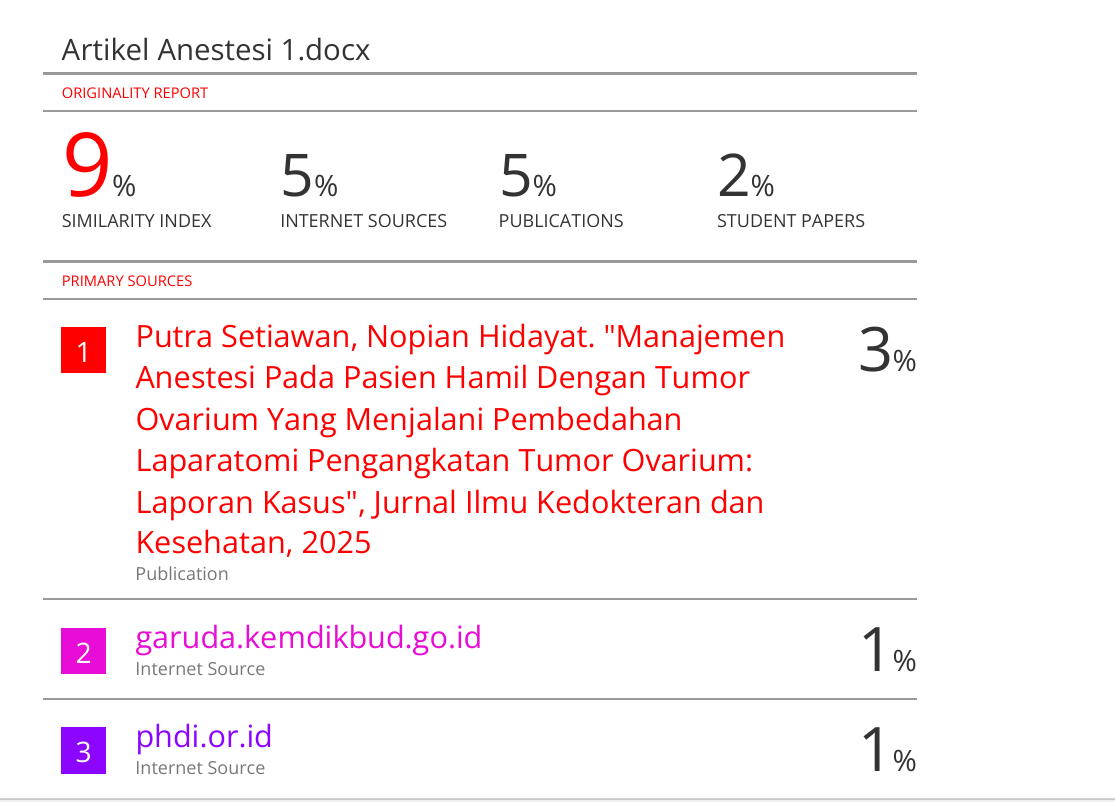 Artikel Anestesi 1.docx
ORIGINALITY REPORT
9%
5%
5%
2%
SIMILARITY INDEX
INTERNET SOURCES
PUBLICATIONS
STUDENT PAPERS
PRIMARY SOURCES
1
Putra Setiawan, Nopian Hidayat. "Manajemen
Anestesi Pada Pasien Hamil Dengan Tumor
Ovarium Yang Menjalani Pembedahan
Laparatomi Pengangkatan Tumor Ovarium:
Laporan Kasus", Jurnal Ilmu Kedokteran dan
Kesehatan, 2025
Publication
3%
2
garuda.kemdikbud.go.id
Internet Source
1%
3
phdi.or.id
Internet Source
1%